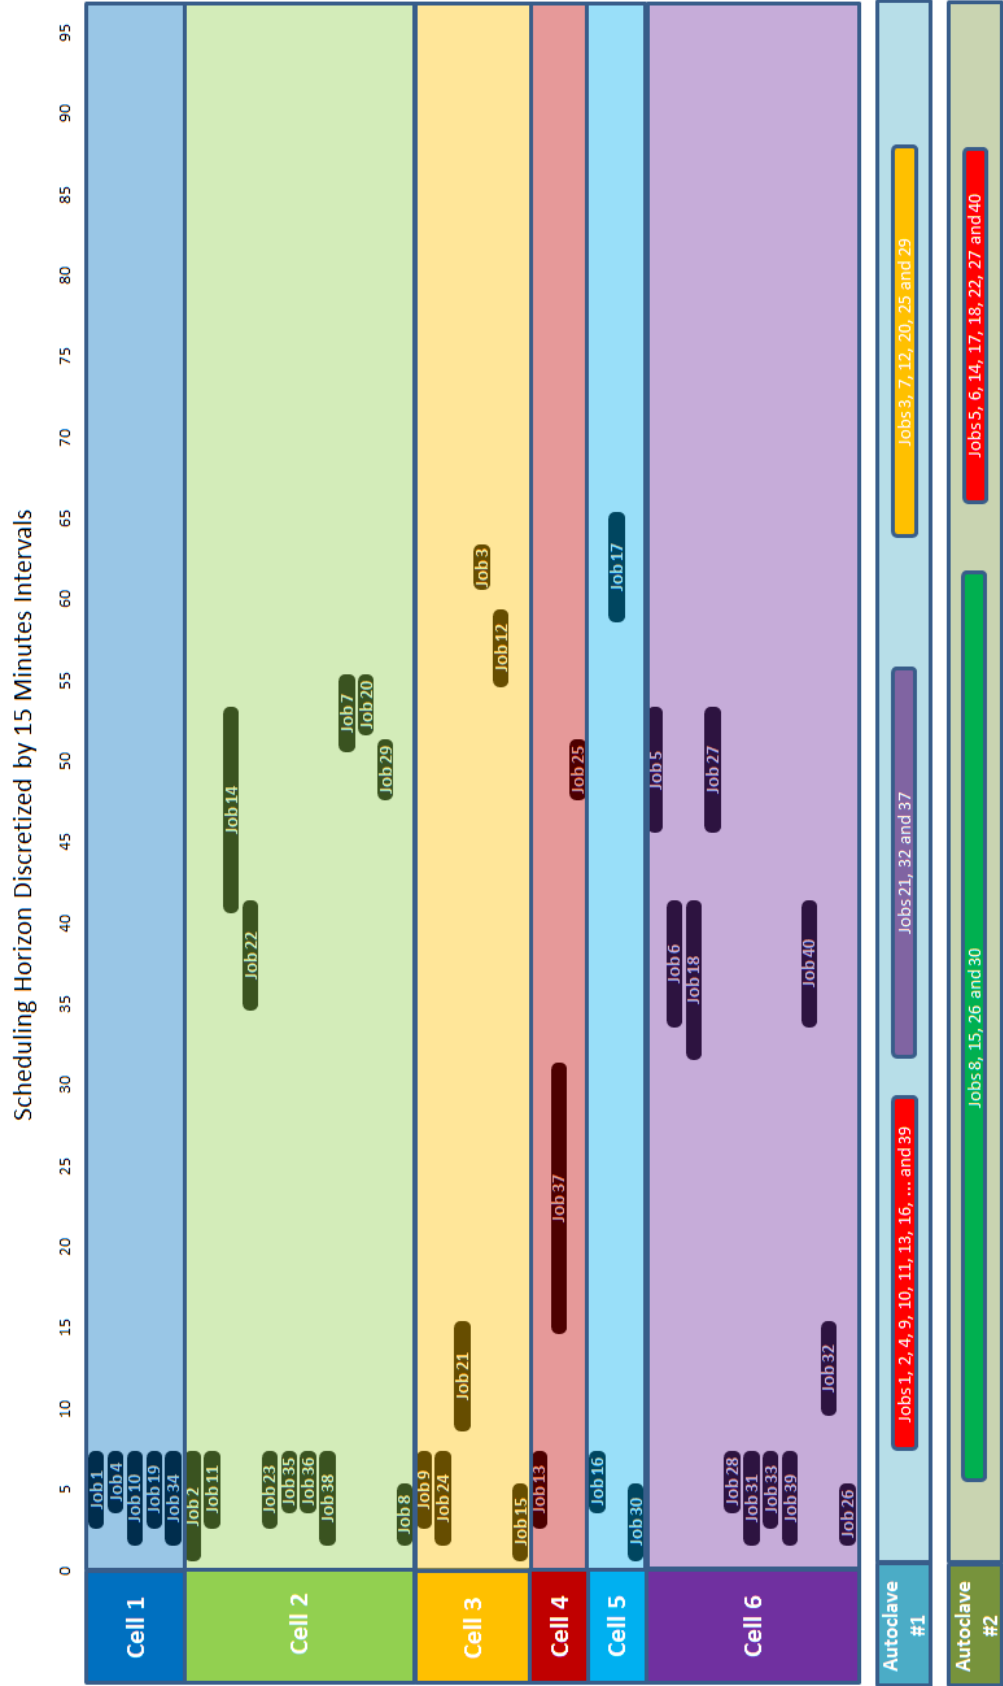 Scheduling Horizon Discretized by 15 Minutes Intervals
0 5 10 15 20 25 30 35 40 45 50 55 60 65 70 75 80 85 90 95
Cell 1
Job 1
Job 4
Job 10
Job 19
Job 34
Cell 2
Job 2
Job 11
Job 14
Job 22
Job 23
Job 35
Job 36
Job 38
Job 7
Job 20
Job 29
Job 8
Cell 3
Job 9
Job 24
Job 21
Job 3
Job 12
Job 15
Cell 4
Job 13
Job 37
Job 25
Cell 5
Job 16
Job 17
Job 30
Cell 6
Job 5
Job 6
Job 18
Job 27
Job 28
Job 31
Job 33
Job 39
Job 40
Job 32
Job 26
Autoclave
#1
Jobs 1, 2, 4, 9, 10, 11, 13, 16, ... and 39
Jobs 21, 32 and 37
Jobs 3, 7, 12, 20, 25 and 29
Autoclave
#2
Jobs 8, 15, 26 and 30
Jobs 5, 6, 14, 17, 18, 22, 27 and 40